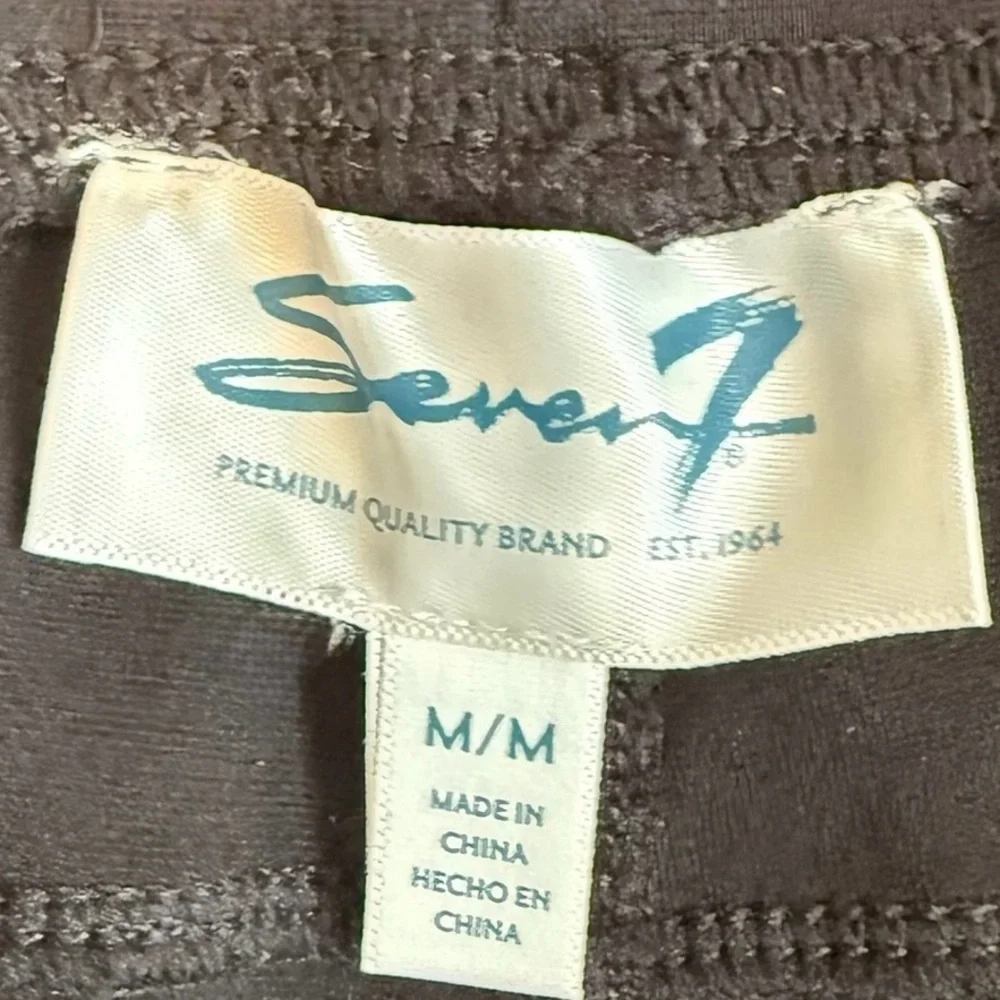 Seven7®
PREMIUM QUALITY BRAND EST. 1964
M/M
MADE IN
CHINA
HECHO EN
CHINA